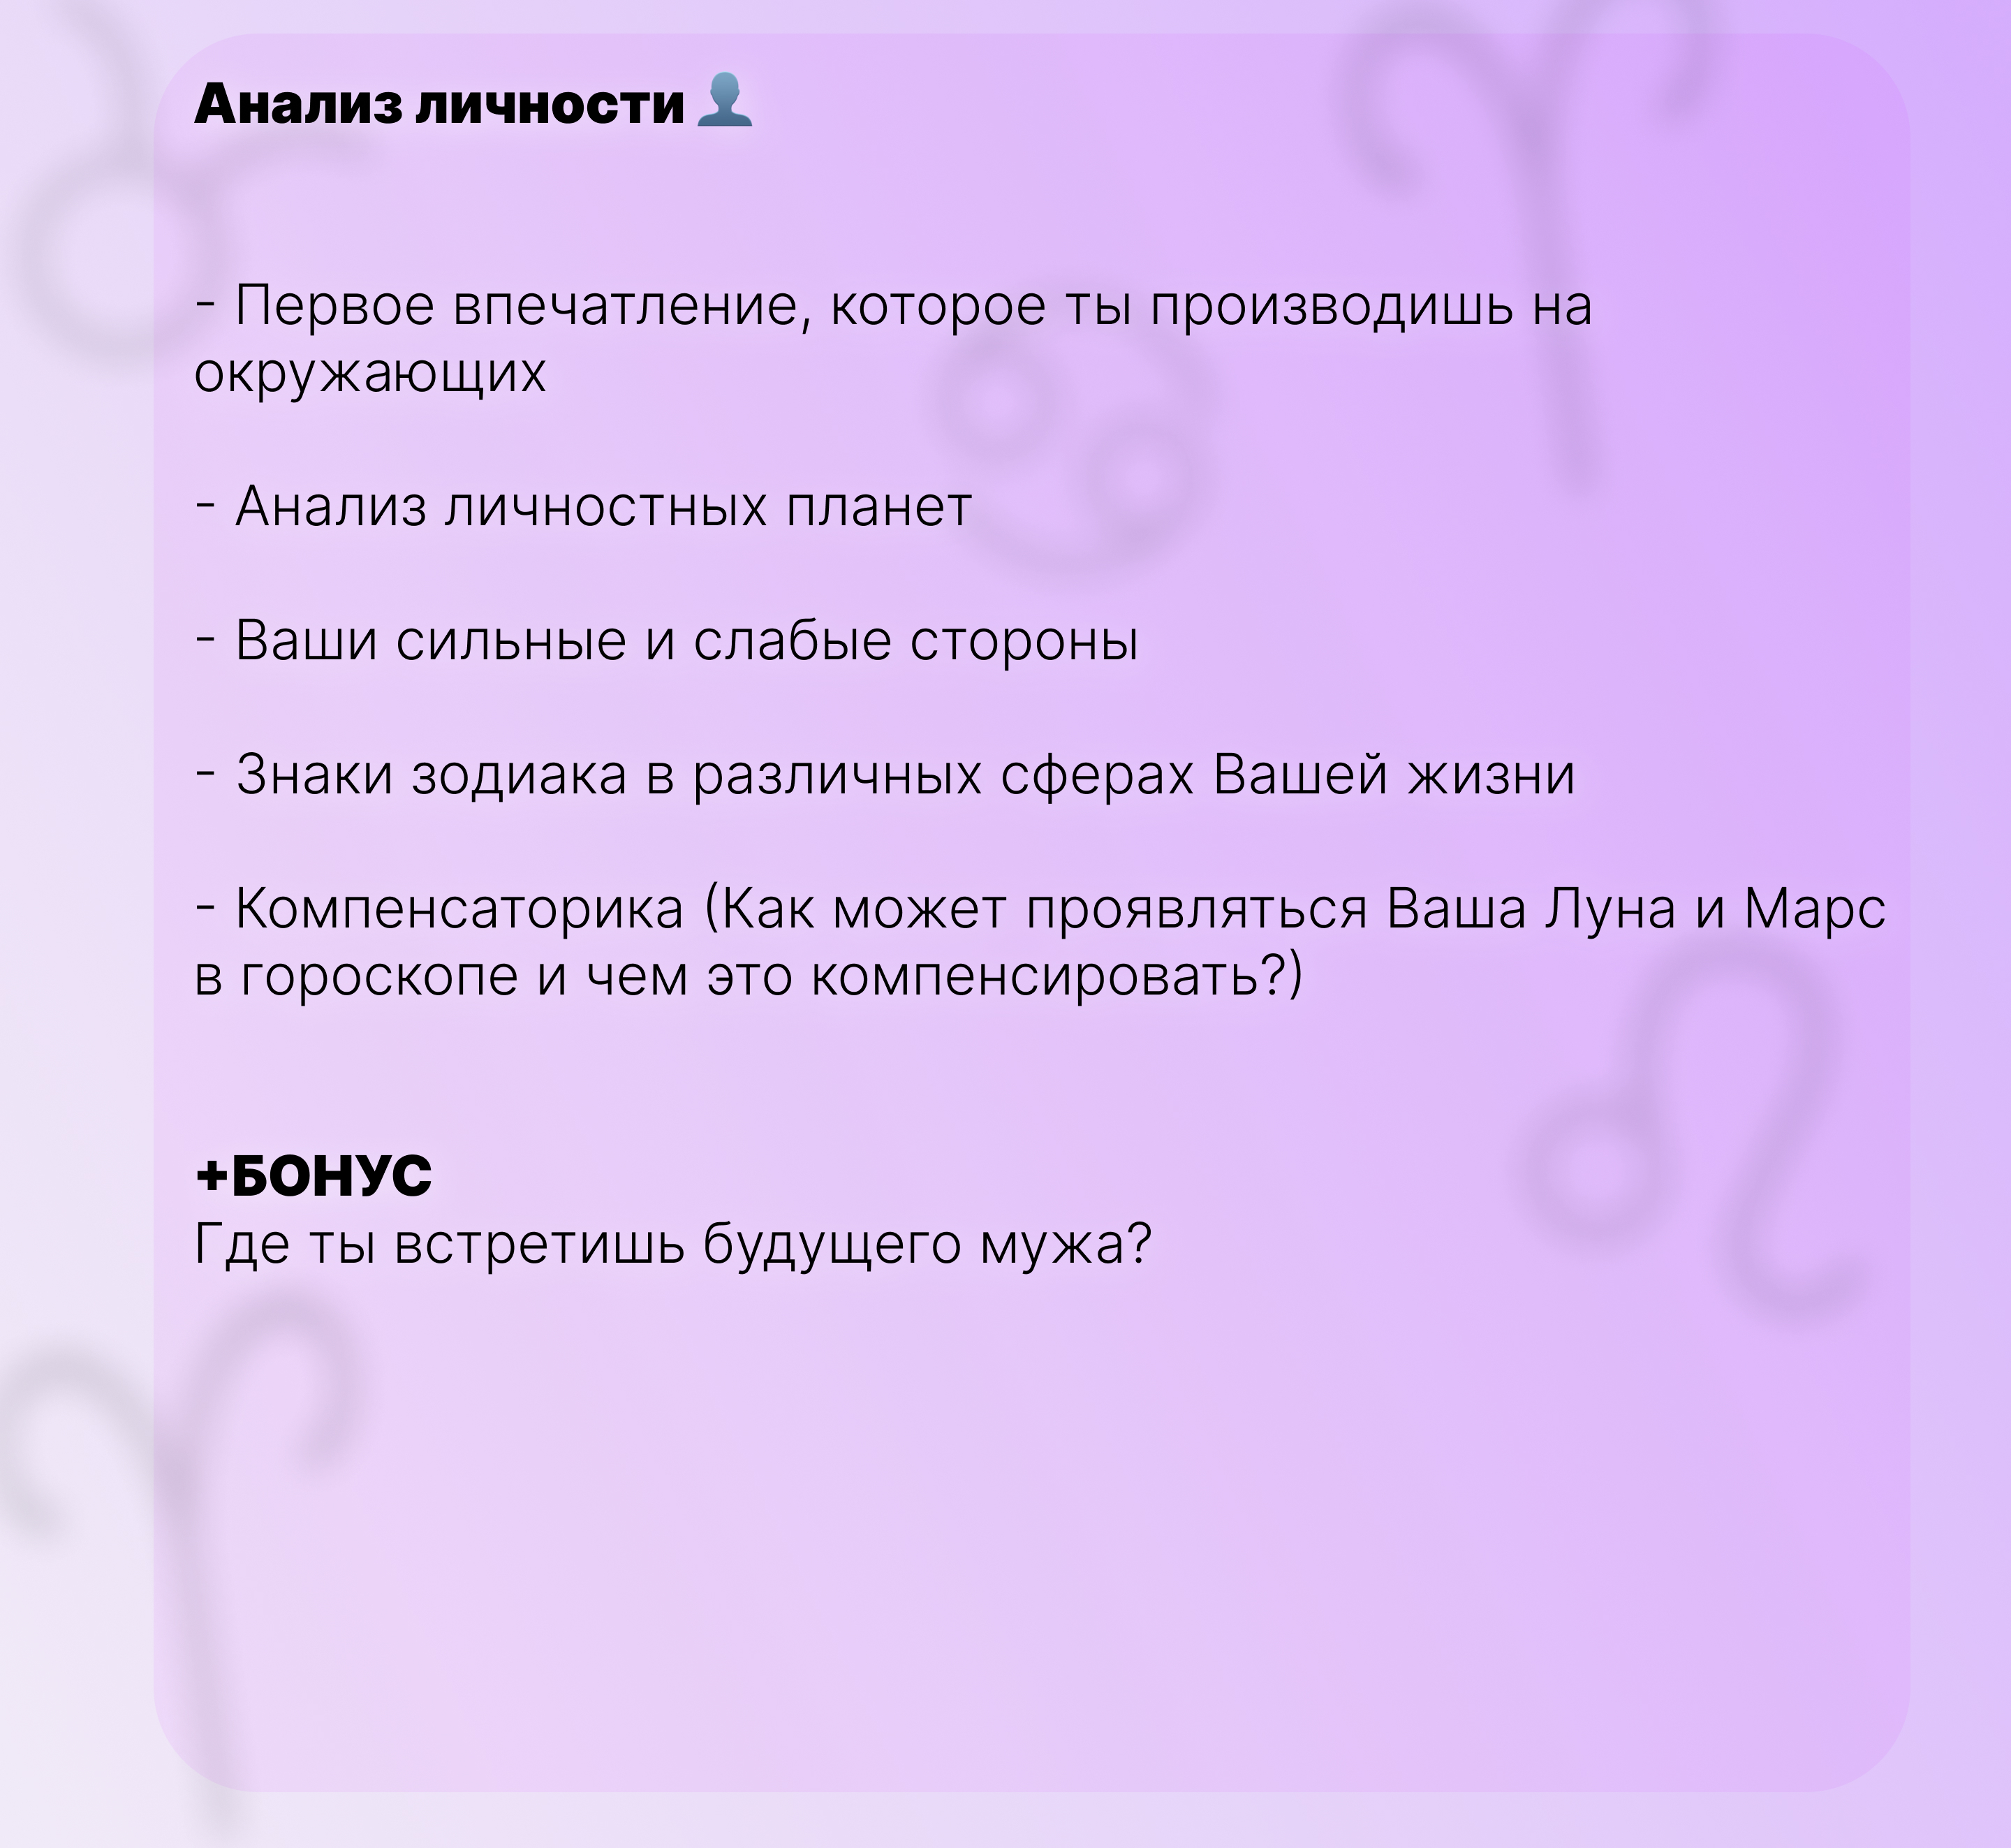 Анализ личности 👤
- Первое впечатление, которое ты производишь на
окружающих
- Анализ личностных планет
- Ваши сильные и слабые стороны
- Знаки зодиака в различных сферах Вашей жизни
- Компенсаторика (Как может проявляться Ваша Луна и Марс
в гороскопе и чем это компенсировать?)
+БОНУС
Где ты встретишь будущего мужа?